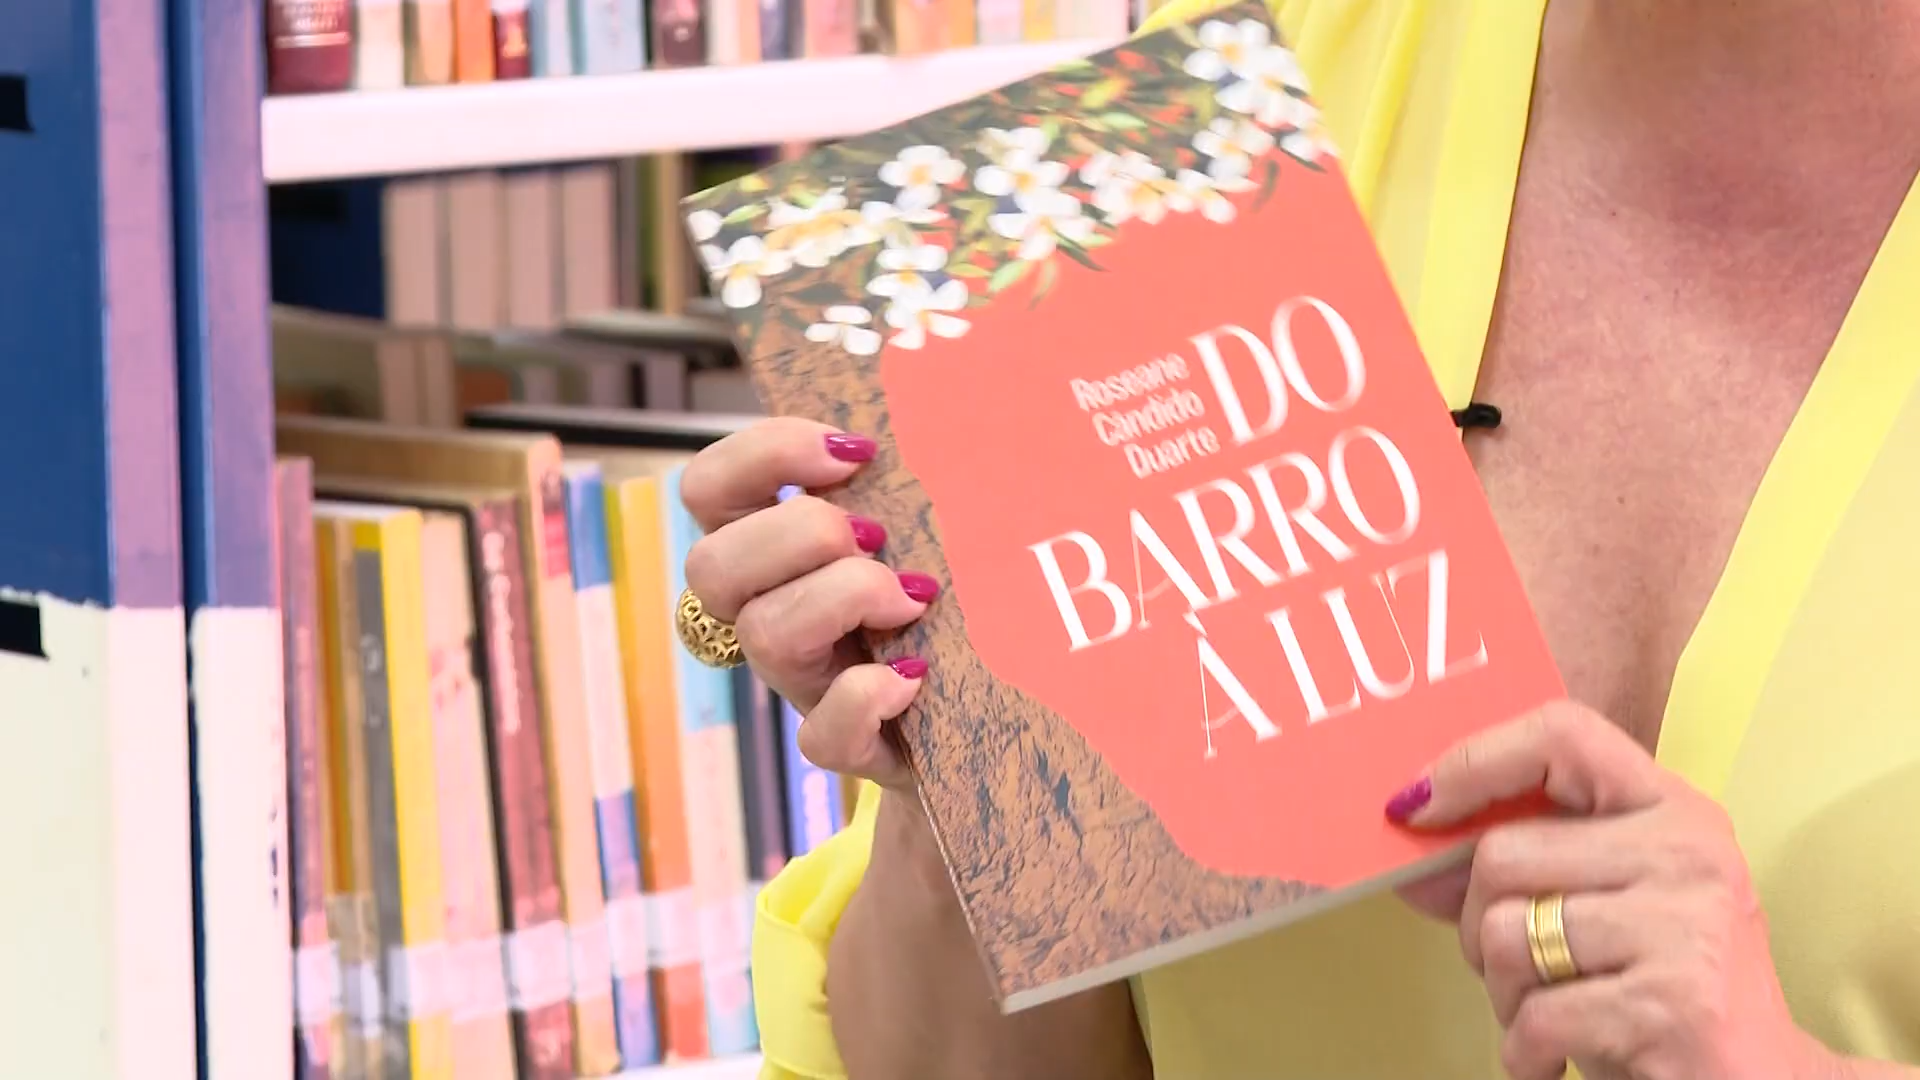 Roseane
Cândido
Duarte
DO
BARRO
À LUZ